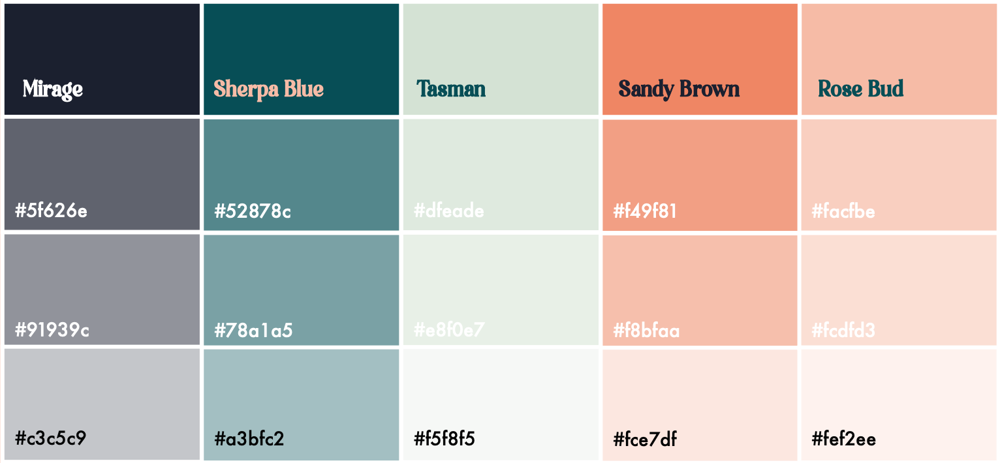 Mirage
Sherpa Blue
Tasman
Sandy Brown
Rose Bud
#5f626e
#52878c
#dfeade
#f49f81
#facfbe
#91939c
#78a1a5
#e8f0e7
#f8bfaa
#fcdfd3
#c3c5c9
#a3bfc2
#f5f8f5
#fce7df
#fef2ee